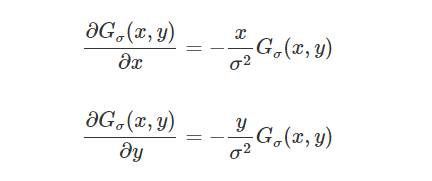 ∂G_σ(x, y)/∂x = −x/σ² G_σ(x, y)
∂G_σ(x, y)/∂y = −y/σ² G_σ(x, y)